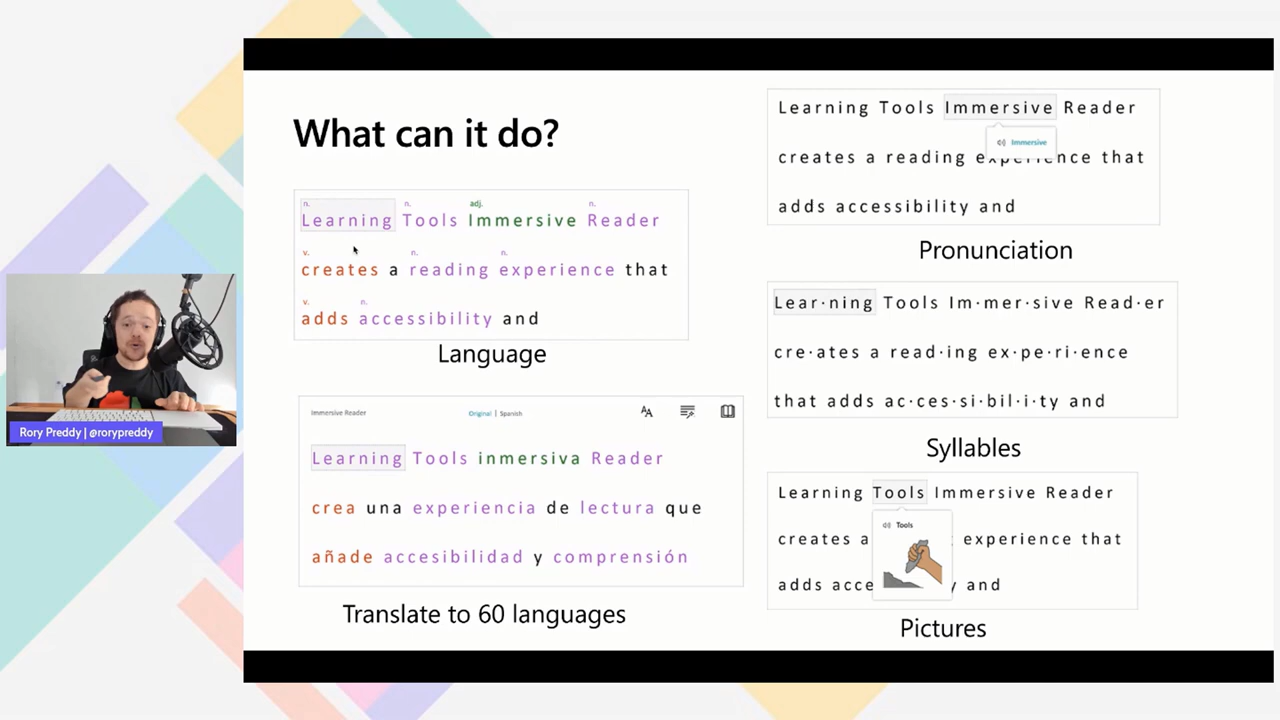 What can it do?
n. n. adj. n.
Learning Tools Immersive Reader
v. n. n.
creates a reading experience that
v. n.
adds accessibility and
Language
Immersive Reader Original | Spanish
Learning Tools inmersiva Reader
crea una experiencia de lectura que
añade accesibilidad y comprensión
Translate to 60 languages
Learning Tools Immersive Reader
Immersive
creates a reading experience that
adds accessibility and
Pronunciation
Lear·ning Tools Im·mer·sive Read·er
cre·ates a read·ing ex·pe·ri·ence
that adds ac·ces·si·bil·i·ty and
Syllables
Learning Tools Immersive Reader
Tools
creates a experience that
adds acce y and
Pictures
Rory Preddy | @rorypreddy